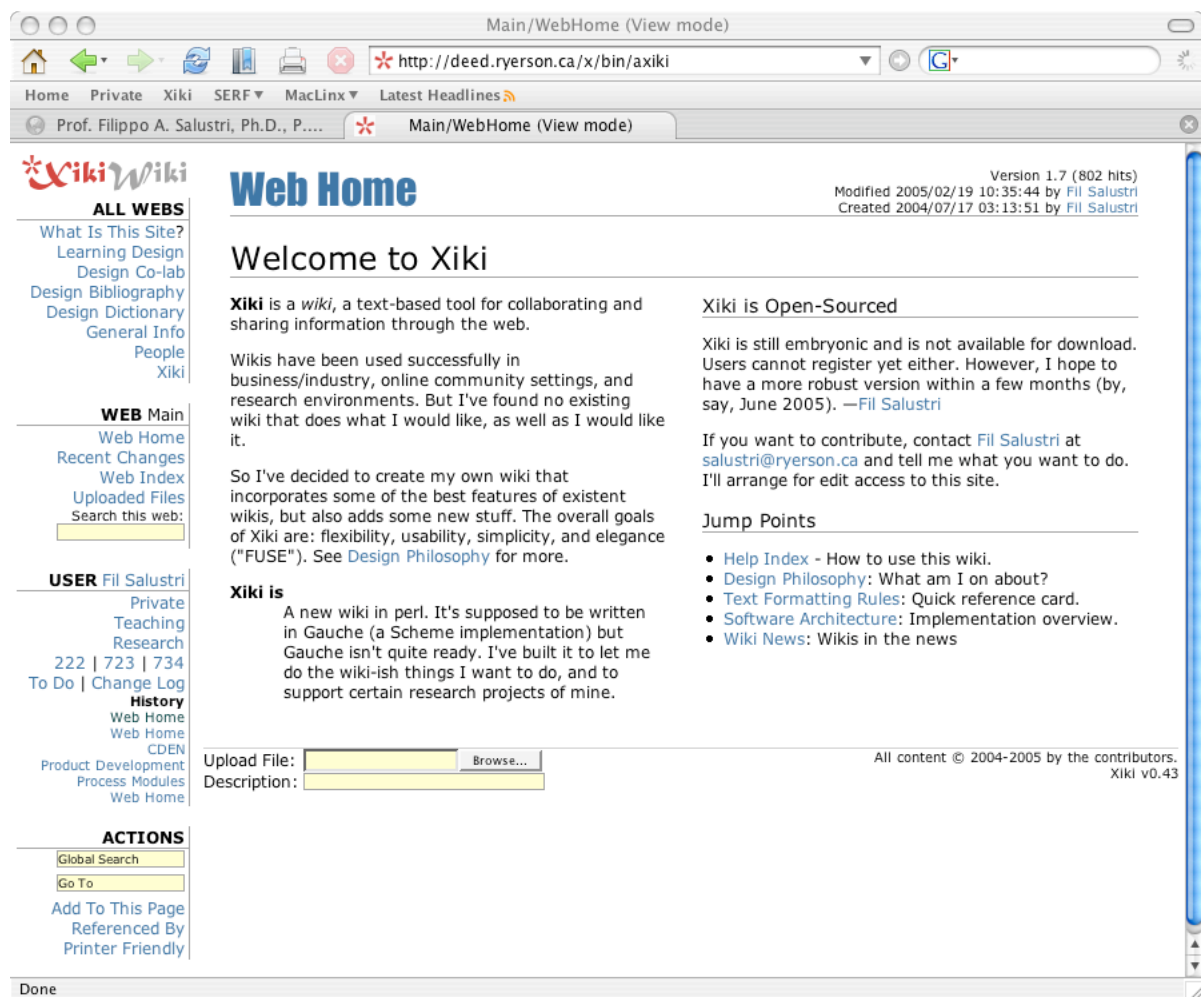 Main/WebHome (View mode)
http://deed.ryerson.ca/x/bin/axiki
G
Home Private Xiki SERF MacLinx Latest Headlines
Prof. Filippo A. Salustri, Ph.D., P....
Main/WebHome (View mode)
XikiWiki
ALL WEBS
What Is This Site?
Learning Design
Design Co-lab
Design Bibliography
Design Dictionary
General Info
People
Xiki
WEB Main
Web Home
Recent Changes
Web Index
Uploaded Files
Search this web:
USER Fil Salustri
Private
Teaching
Research
222 | 723 | 734
To Do | Change Log
History
Web Home
Web Home
CDEN
Product Development
Process Modules
Web Home
ACTIONS
Global Search
Go To
Add To This Page
Referenced By
Printer Friendly
Web Home
Version 1.7 (802 hits)
Modified 2005/02/19 10:35:44 by Fil Salustri
Created 2004/07/17 03:13:51 by Fil Salustri
Welcome to Xiki
Xiki is a wiki, a text-based tool for collaborating and
sharing information through the web.
Wikis have been used successfully in
business/industry, online community settings, and
research environments. But I've found no existing
wiki that does what I would like, as well as I would like
it.
So I've decided to create my own wiki that
incorporates some of the best features of existent
wikis, but also adds some new stuff. The overall goals
of Xiki are: flexibility, usability, simplicity, and elegance
("FUSE"). See Design Philosophy for more.
Xiki is
A new wiki in perl. It's supposed to be written
in Gauche (a Scheme implementation) but
Gauche isn't quite ready. I've built it to let me
do the wiki-ish things I want to do, and to
support certain research projects of mine.
Xiki is Open-Sourced
Xiki is still embryonic and is not available for download.
Users cannot register yet either. However, I hope to
have a more robust version within a few months (by,
say, June 2005). —Fil Salustri
If you want to contribute, contact Fil Salustri at
salustri@ryerson.ca and tell me what you want to do.
I'll arrange for edit access to this site.
Jump Points
• Help Index - How to use this wiki.
• Design Philosophy: What am I on about?
• Text Formatting Rules: Quick reference card.
• Software Architecture: Implementation overview.
• Wiki News: Wikis in the news
Upload File: Browse...
Description:
All content © 2004-2005 by the contributors.
Xiki v0.43
Done